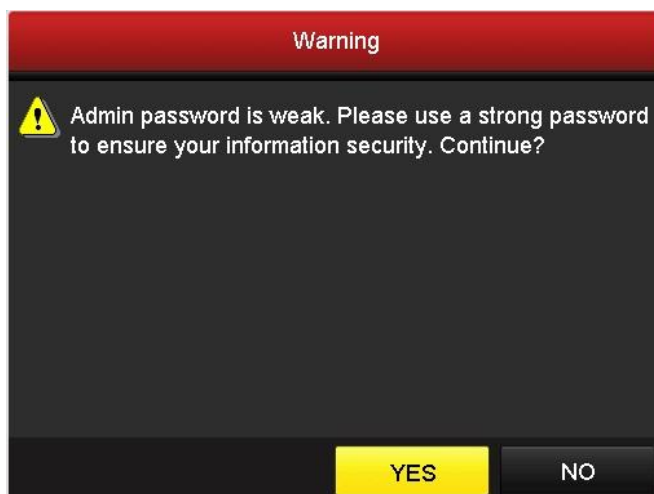 Warning
Admin password is weak. Please use a strong password
to ensure your information security. Continue?
YES
NO